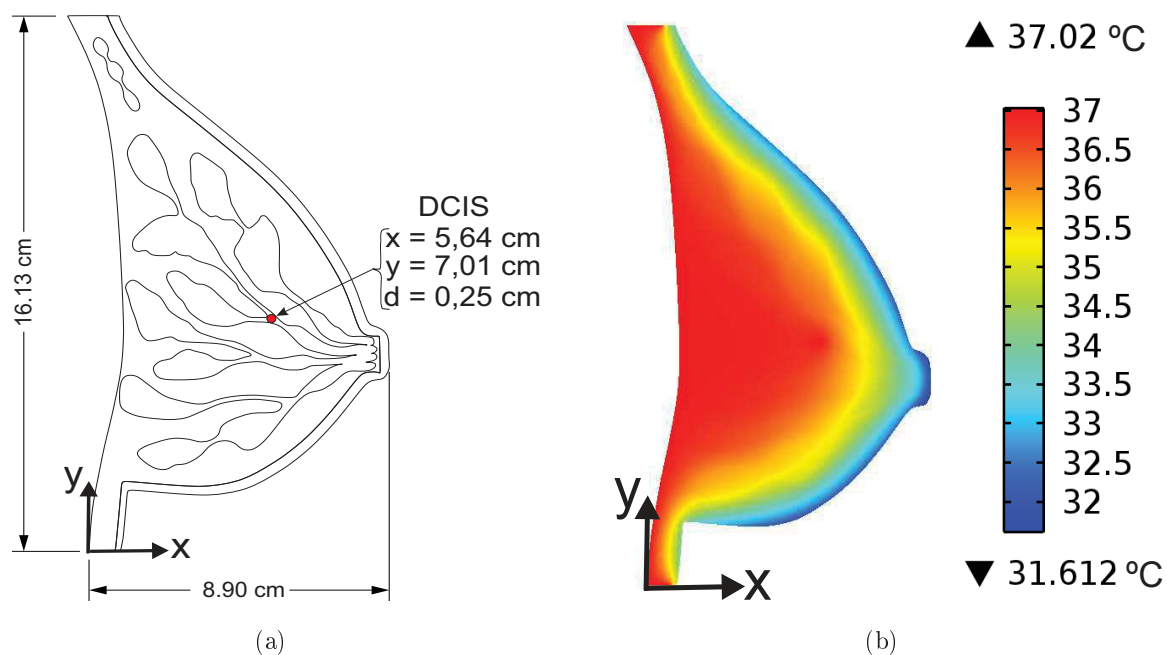 16.13 cm
DCIS
x = 5,64 cm
y = 7,01 cm
d = 0,25 cm
y
x
8.90 cm
(a)
▲ 37.02 ºC
37
36.5
36
35.5
35
34.5
34
33.5
33
32.5
32
▼ 31.612 ºC
y
x
(b)